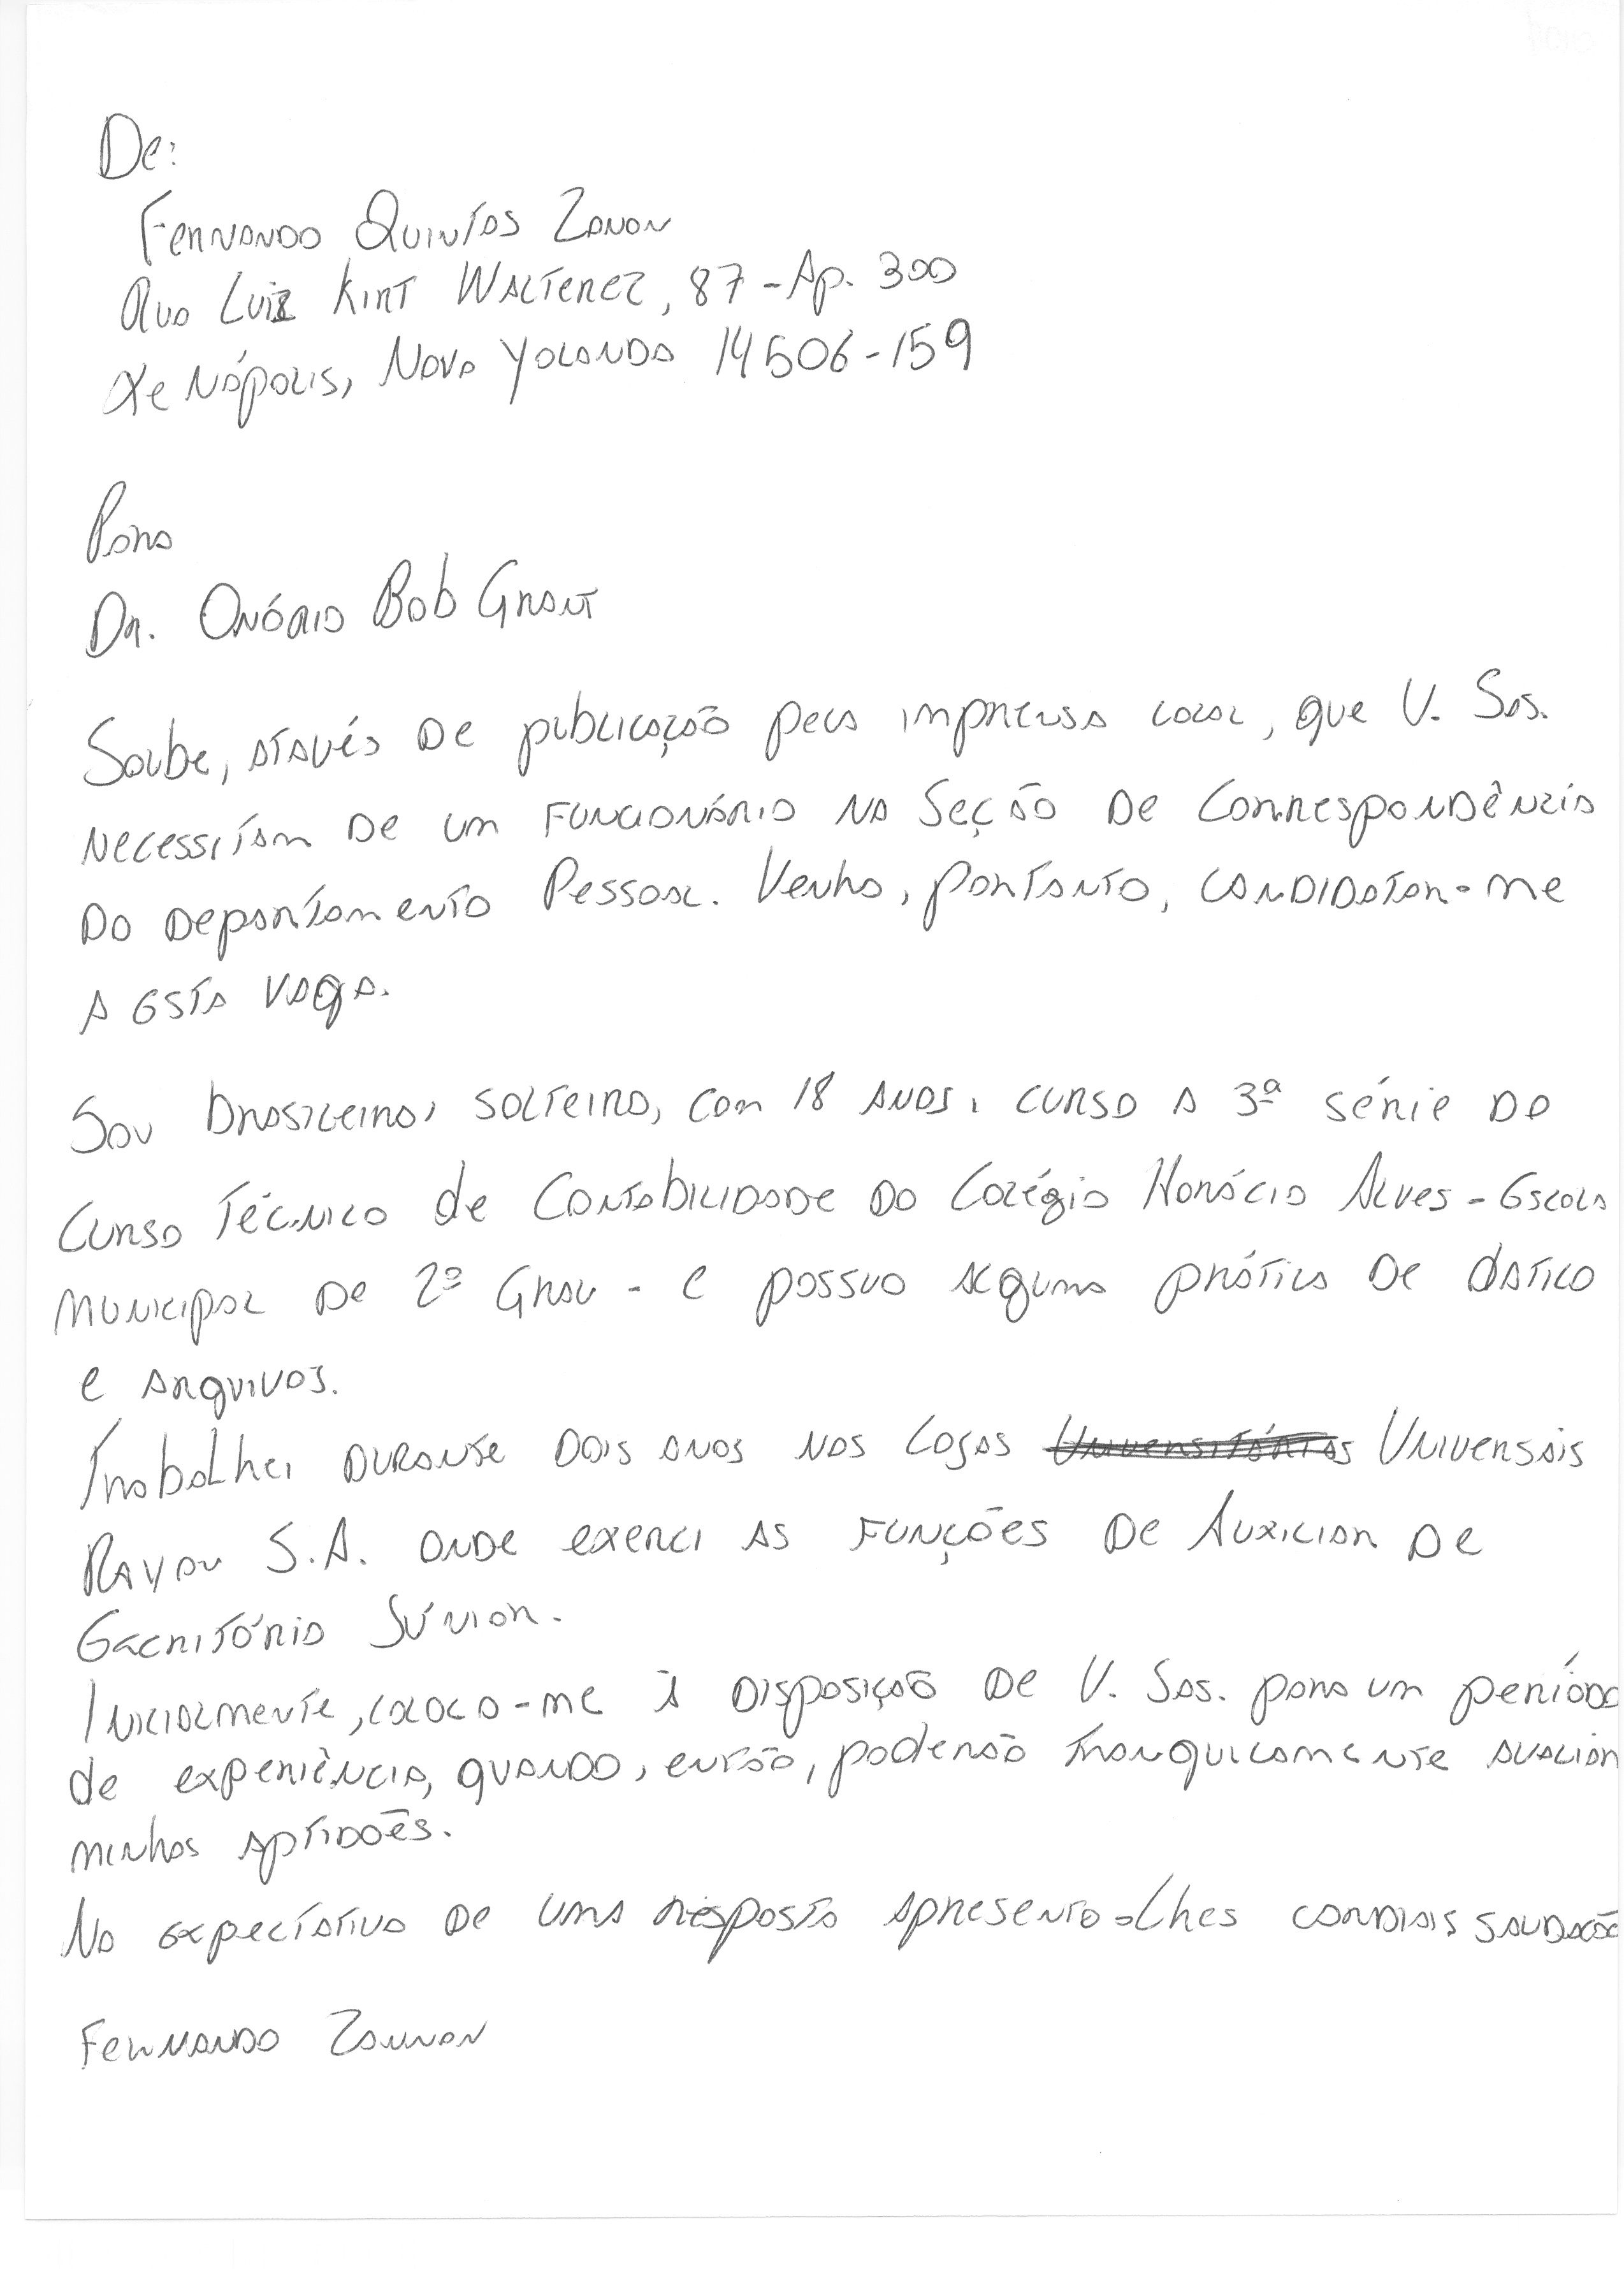 De:
Fernando Quintas Zanon
Rua Luiz Kint Walterez, 87 - Ap. 300
Xenápolis, Nova Yolanda 14506-159
Para
Dr. Onório Bob Grant
Soube, através de publicação pela imprensa local, que V. Sas.
necessitam de um funcionário na Seção de Correspondência
do departamento Pessoal. Venho, portanto, candidatar-me
a esta vaga.
Sou brasileiro, solteiro, com 18 anos, curso a 3ª série do
Curso Técnico de Contabilidade do Colégio Horácio Alves - Escola
Municipal de 2º Grau - e possuo alguma prática de datilo
e arquivos.
Trabalhei durante dois anos nas Lojas Universitárias Universais
Rayan S.A. onde exerci as funções de Auxiliar de
Escritório Júnior.
Inicialmente, coloco-me à disposição de V. Sas. para um período
de experiência, quando, então, poderão tranquilamente avaliar
minhas aptidões.
Na expectativa de uma resposta apresento-lhes cordiais
Fernando Zannon